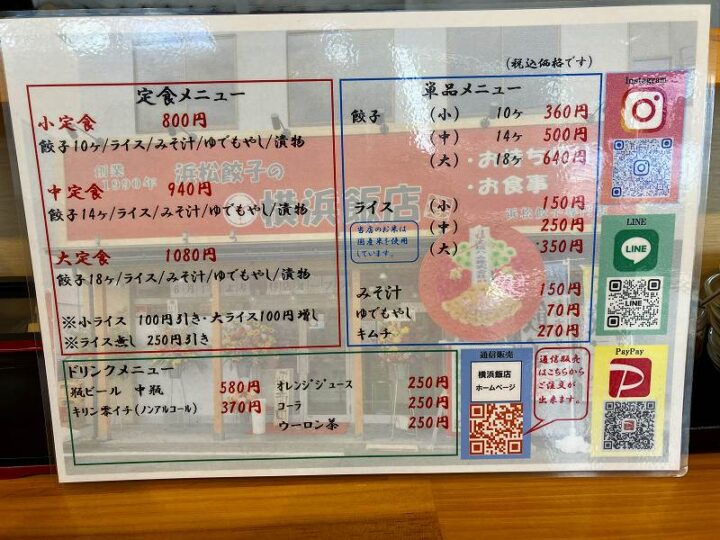 (税込価格です)
定食メニュー
小定食 800円
餃子10ヶ/ライス/みそ汁/ゆでもやし/漬物
中定食 940円
餃子14ヶ/ライス/みそ汁/ゆでもやし/漬物
大定食 1080円
餃子18ヶ/ライス/みそ汁/ゆでもやし/漬物
※小ライス 100円引き・大ライス100円増し
※ライス無し 250円引き
単品メニュー
餃子 (小) 10ヶ 360円
(中) 14ヶ 500円
(大) 18ヶ 640円
ライス (小) 150円
(中) 250円
(大) 350円
当店のお米は
国産米を使用
しています。
みそ汁 150円
ゆでもやし 70円
キムチ 270円
ドリンクメニュー
瓶ビール 中瓶 580円
キリン零イチ(ノンアルコール) 370円
オレンジジュース 250円
コーラ 250円
ウーロン茶 250円
通信販売
横浜飯店
ホームページ
通信販売
はこちらから
ご注文が
出来ます。
Instagram
LINE
LINE
LINE
PayPay
創業
1990年
浜松餃子の
横浜飯店
・お食事